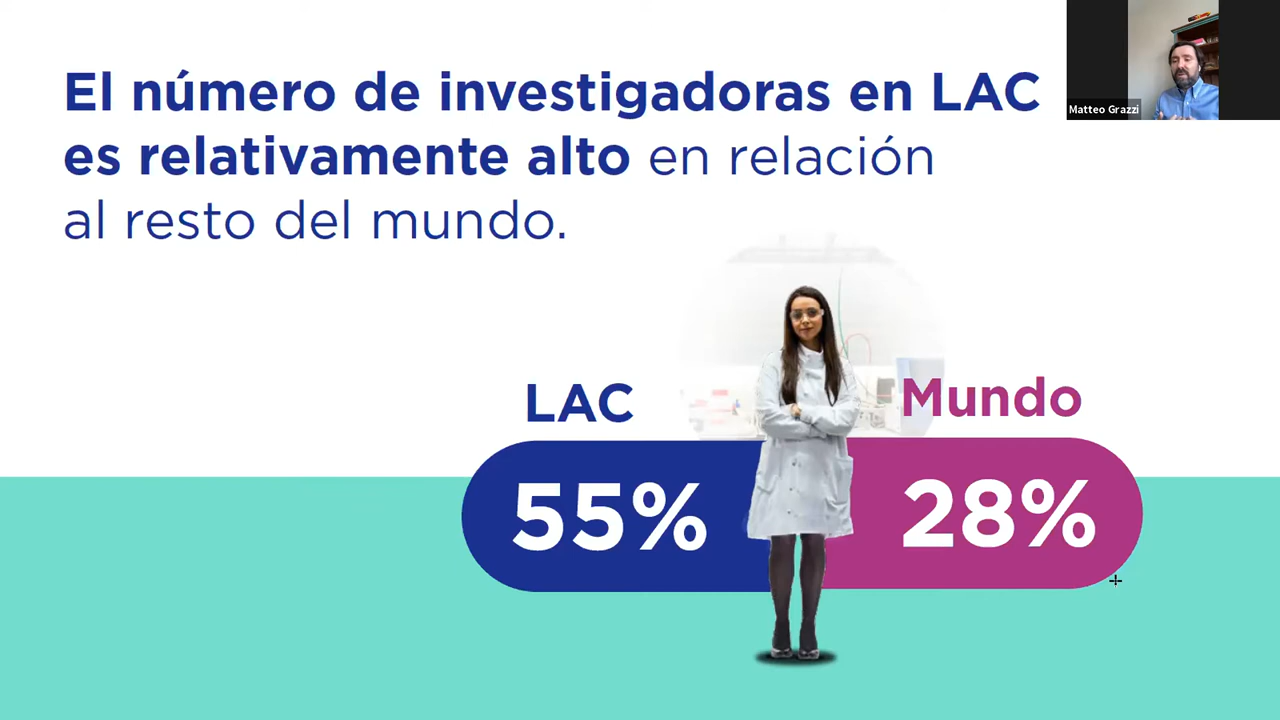 El número de investigadoras en LAC
es relativamente alto en relación
al resto del mundo.
Matteo Grazzi
LAC
Mundo
55%
28%